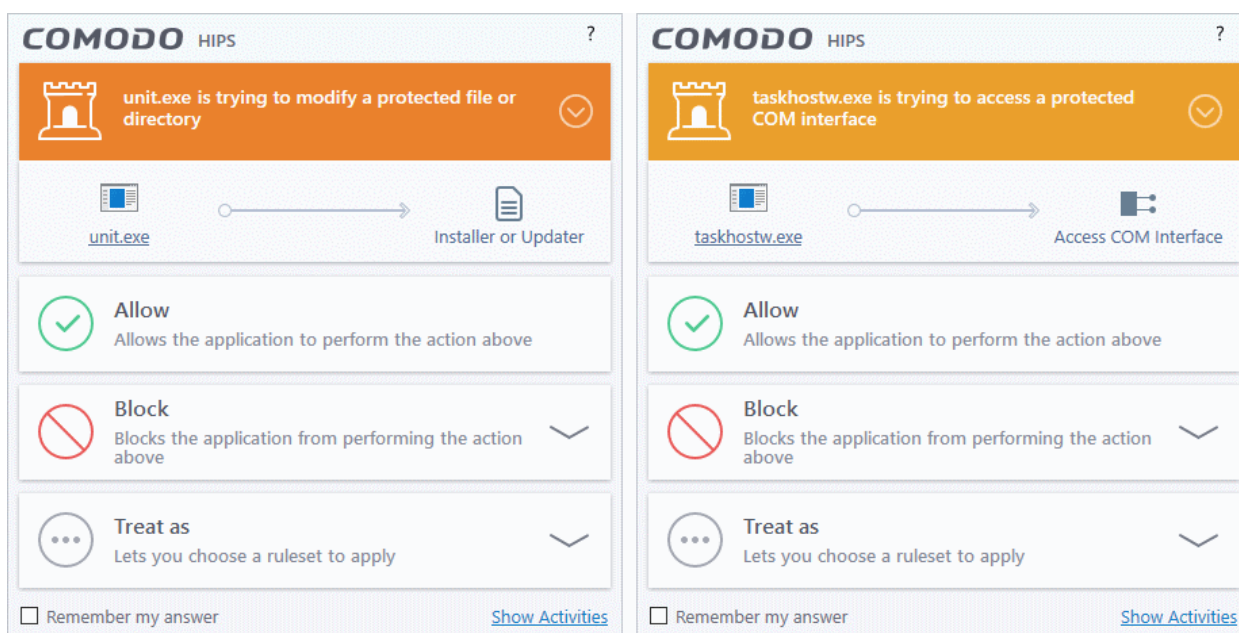 COMODO HIPS ?
unit.exe is trying to modify a protected file or
directory
unit.exe
Installer or Updater
Allow
Allows the application to perform the action above
Block
Blocks the application from performing the action
above
Treat as
Lets you choose a ruleset to apply
Remember my answer
Show Activities
COMODO HIPS ?
taskhostw.exe is trying to access a protected
COM interface
taskhostw.exe
Access COM Interface
Allow
Allows the application to perform the action above
Block
Blocks the application from performing the action
above
Treat as
Lets you choose a ruleset to apply
Remember my answer
Show Activities